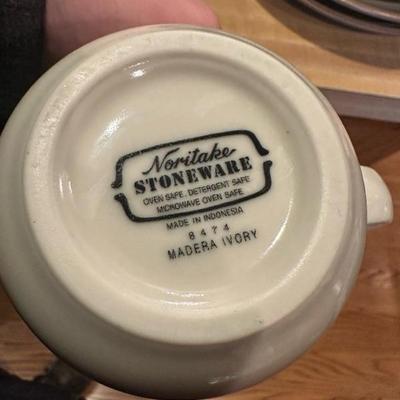 Noritake
STONEWARE
OVEN SAFE, DETERGENT SAFE
MICROWAVE OVEN SAFE
MADE IN INDONESIA
8474
MADERA IVORY